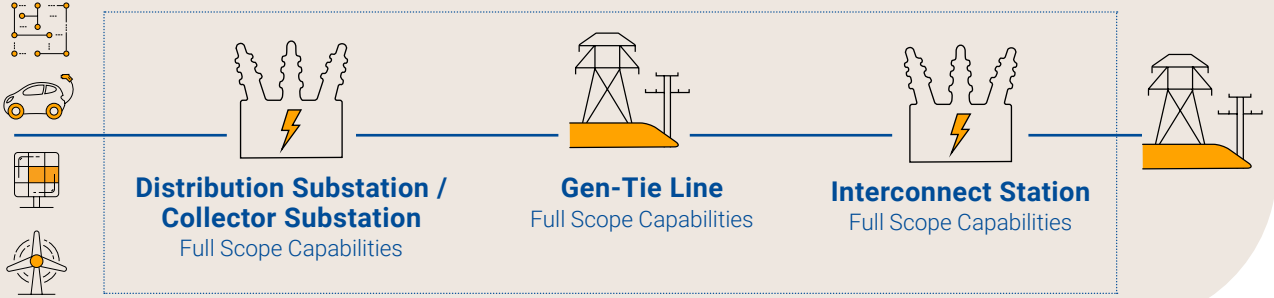 Distribution Substation /
Collector Substation
Full Scope Capabilities
Gen-Tie Line
Full Scope Capabilities
Interconnect Station
Full Scope Capabilities